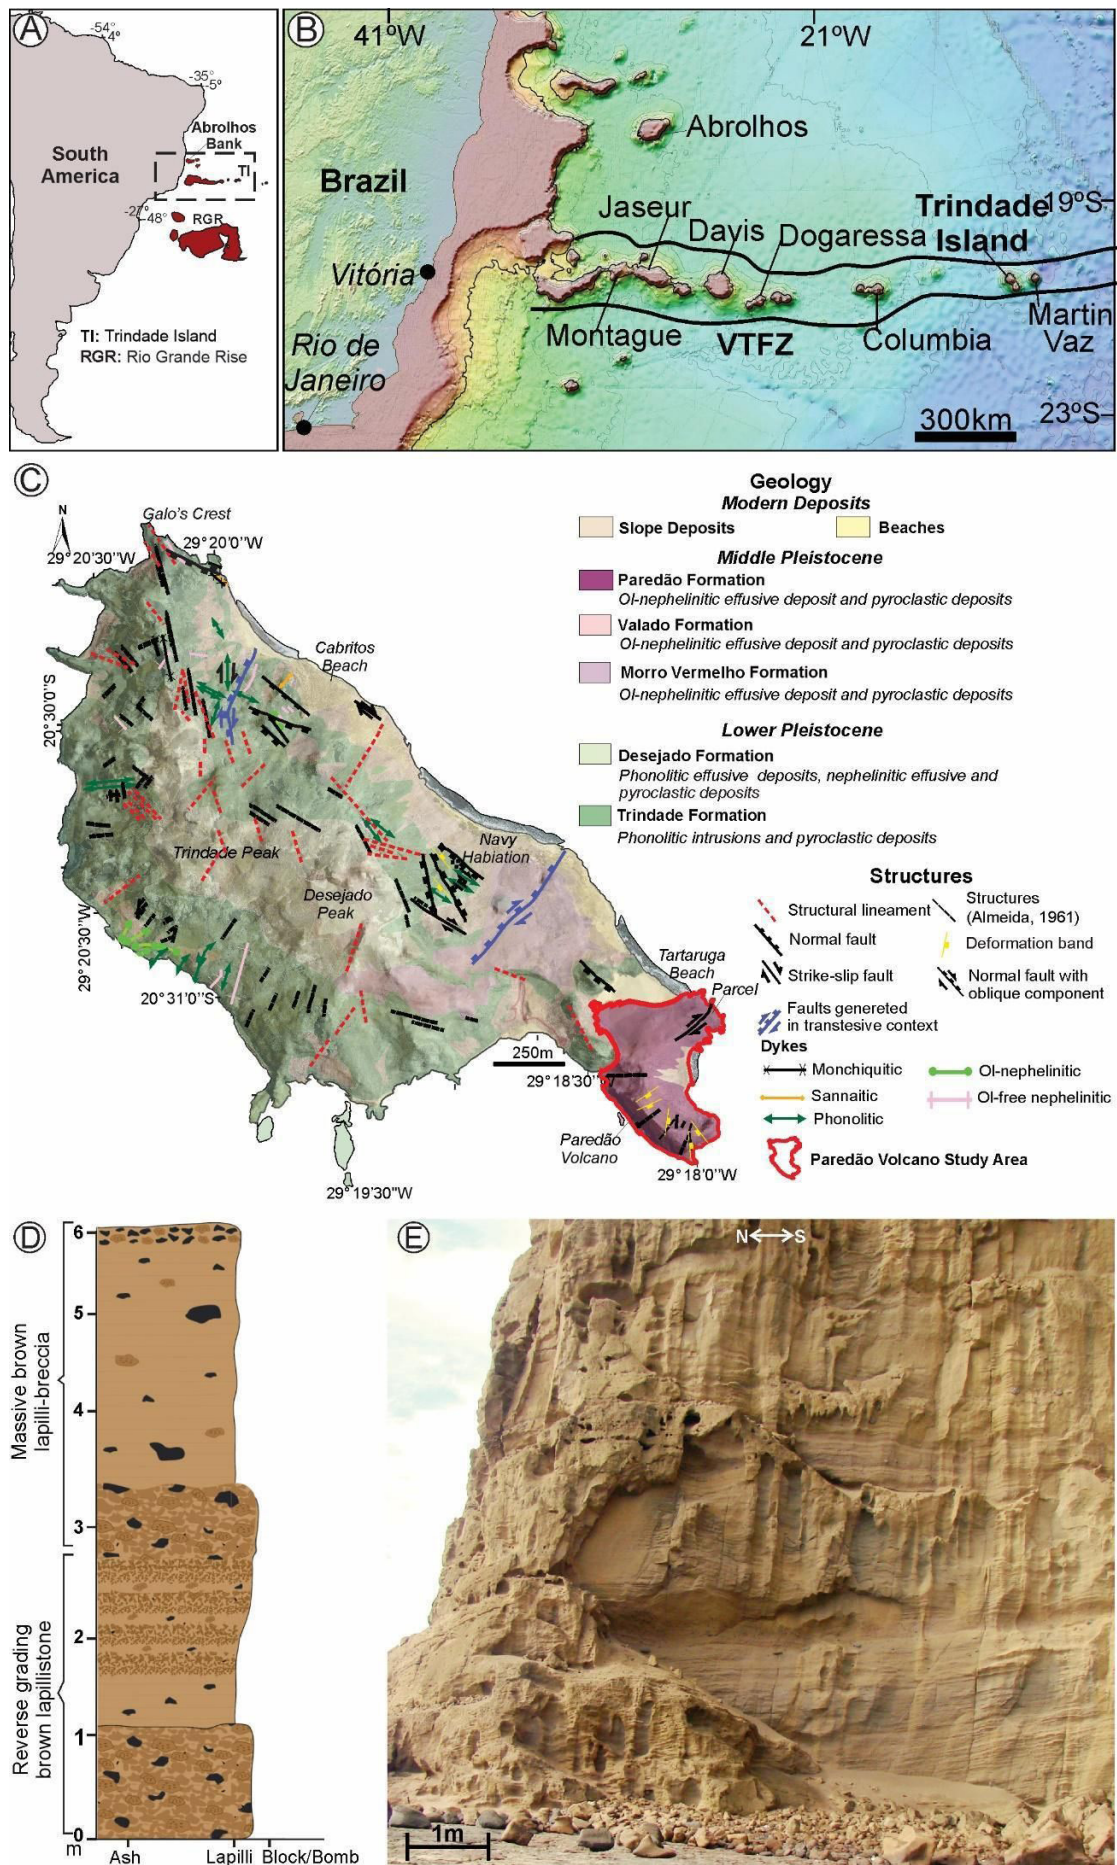 A
-54°
4°
-35°
-5°
Abrolhos
Bank
South
America
TI
-27°
-48°
RGR
TI: Trindade Island
RGR: Rio Grande Rise
B
41ºW
21ºW
Abrolhos
Brazil
Jaseur
Davis
Dogaressa
Trindade
Island
19ºS
Vitória
Montague
VTFZ
Columbia
Martin
Vaz
Rio de
Janeiro
300km
23ºS
C
N
Galo's Crest
29°20'30''W
29°20'0''W
Cabritos
Beach
20°30'0''S
Trindade Peak
Navy
Habiation
Desejado
Peak
29°20'30''W
20°31'0''S
Tartaruga
Beach
Parcel
250m
29°18'30''
Paredão
Volcano
29°18'0''W
29°19'30''W
Geology
Modern Deposits
Slope Deposits
Beaches
Middle Pleistocene
Paredão Formation
Ol-nephelinitic effusive deposit and pyroclastic deposits
Valado Formation
Ol-nephelinitic effusive deposit and pyroclastic deposits
Morro Vermelho Formation
Ol-nephelinitic effusive deposit and pyroclastic deposits
Lower Pleistocene
Desejado Formation
Phonolitic effusive deposits, nephelinitic effusive and
pyroclastic deposits
Trindade Formation
Phonolitic intrusions and pyroclastic deposits
Structures
Structural lineament
Structures
(Almeida, 1961)
Normal fault
Deformation band
Strike-slip fault
Normal fault with
oblique component
Faults genereted
in transtesive context
Dykes
Monchiquitic
Ol-nephelinitic
Sannaitic
Ol-free nephelinitic
Phonolitic
Paredão Volcano Study Area
D
6
5
4
3
2
1
0
m
Massive brown
lapilli-breccia
Reverse grading
brown lapillistone
Ash
Lapilli
Block/Bomb
E
N
S
1m